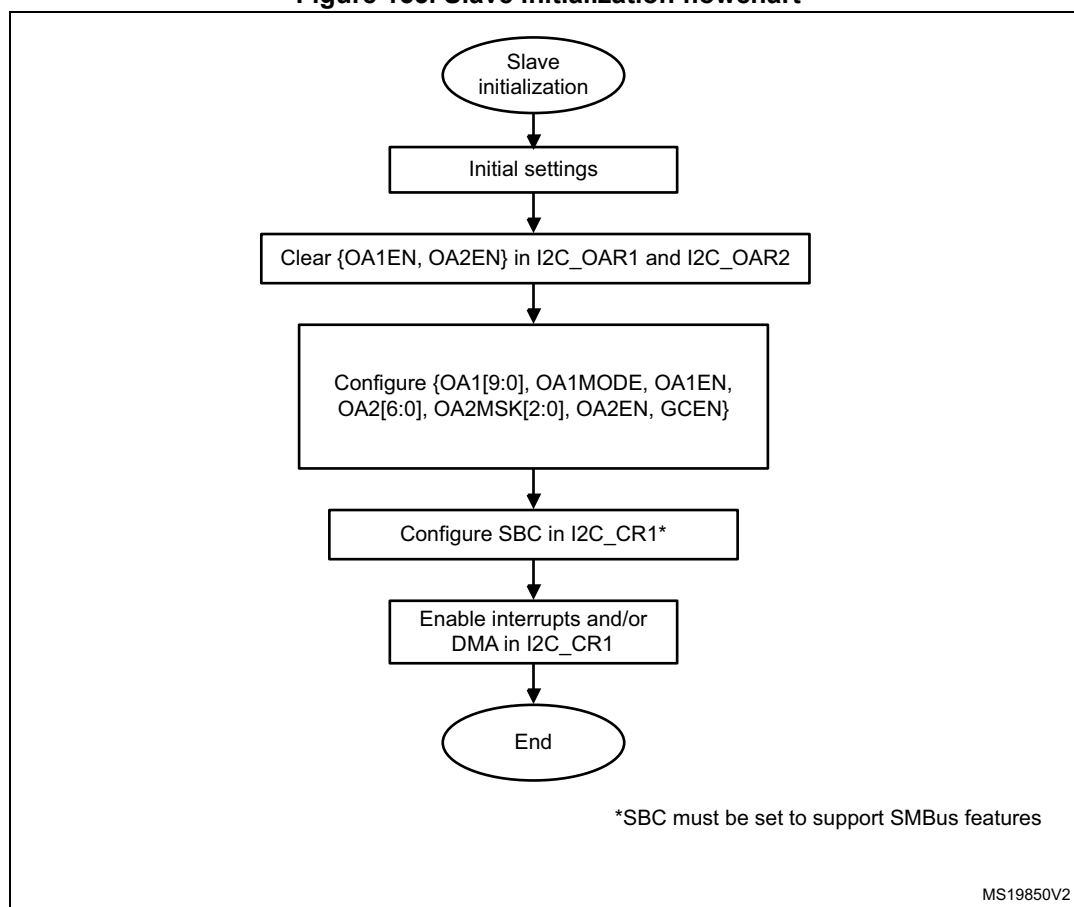 Figure Slave initialization flowchart
Slave
initialization
Initial settings
Clear {OA1EN, OA2EN} in I2C_OAR1 and I2C_OAR2
Configure {OA1[9:0], OA1MODE, OA1EN,
OA2[6:0], OA2MSK[2:0], OA2EN, GCEN}
Configure SBC in I2C_CR1*
Enable interrupts and/or
DMA in I2C_CR1
End
*SBC must be set to support SMBus features
MS19850V2